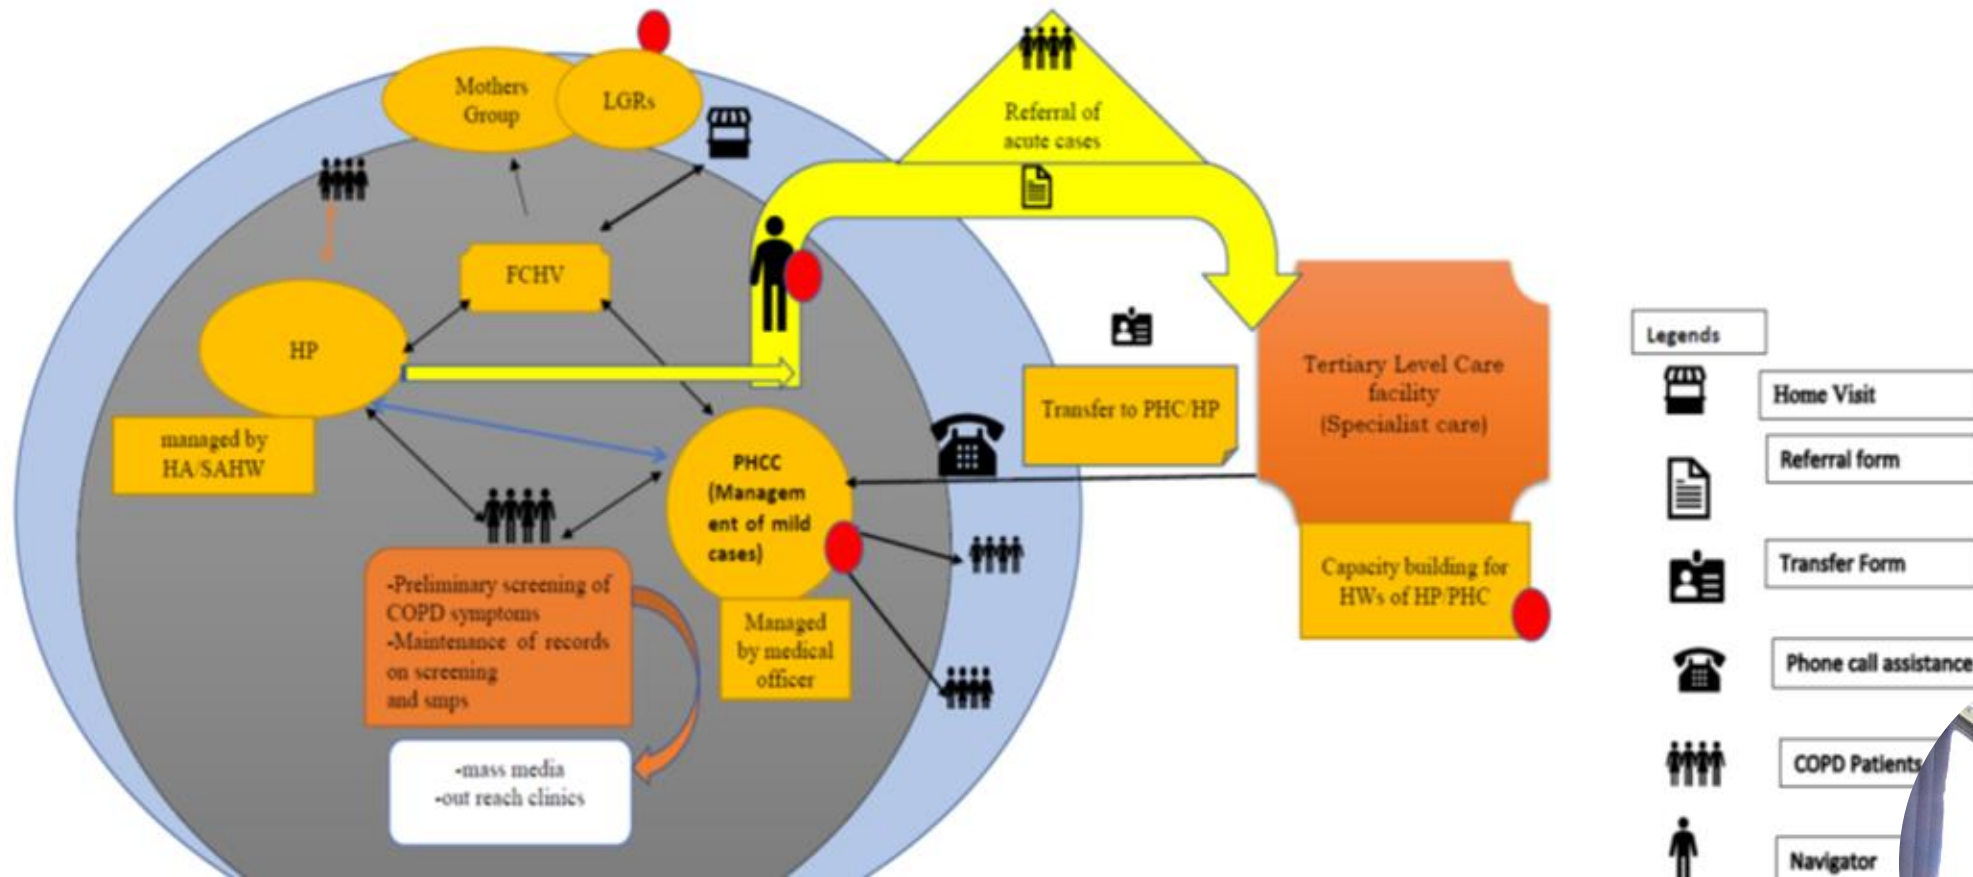 Mothers
Group
LGRs
Referral of
acute cases
FCHV
HP
managed by
HA/SAHW
PHCC
(Managem
ent of mild
cases)
Managed
by medical
officer
-Preliminary screening of
COPD symptoms
-Maintenance of records
on screening
and smps
-mass media
-out reach clinics
Transfer to PHC/HP
Tertiary Level Care
facility
(Specialist care)
Capacity building for
HWs of HP/PHC
Legends
Home Visit
Referral form
Transfer Form
Phone call assistance
COPD Patients
Navigator